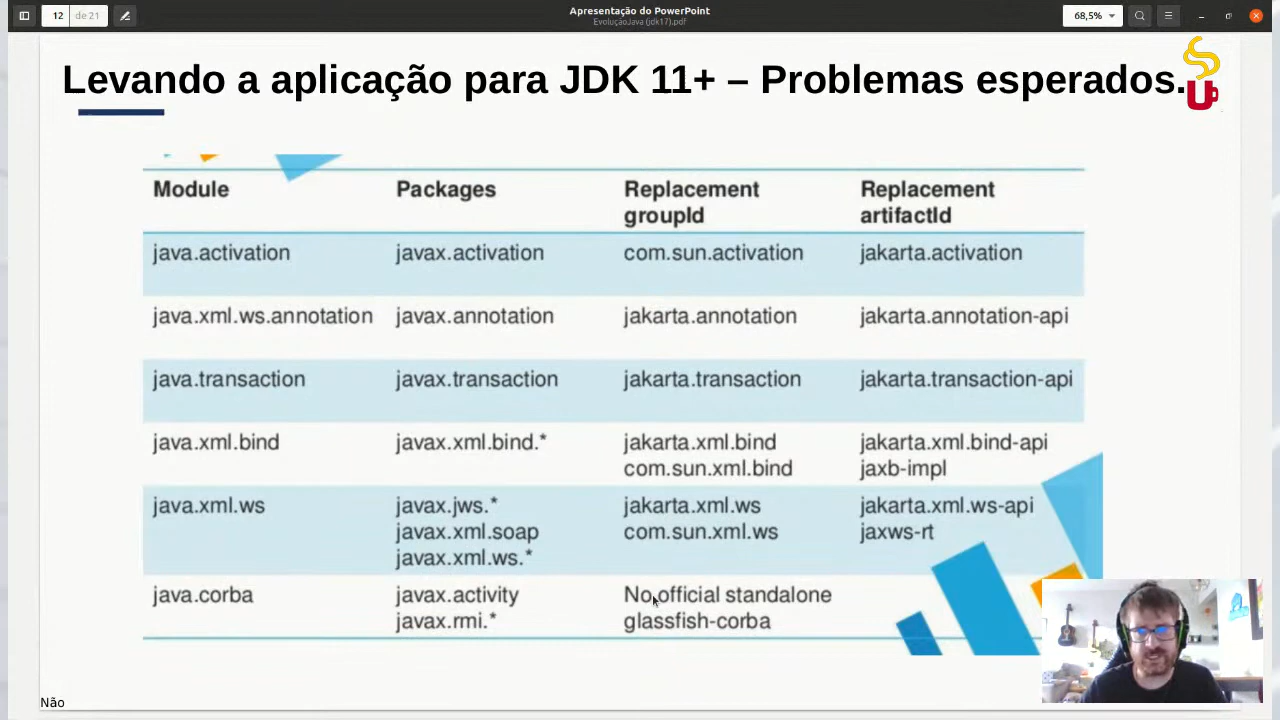 12 de 21
Apresentação do PowerPoint
EvoluçãoJava (jdk17).pdf
68,5%
Levando a aplicação para JDK 11+ – Problemas esperados.
Module Packages Replacement groupId Replacement artifactId
java.activation javax.activation com.sun.activation jakarta.activation
java.xml.ws.annotation javax.annotation jakarta.annotation jakarta.annotation-api
java.transaction javax.transaction jakarta.transaction jakarta.transaction-api
java.xml.bind javax.xml.bind.* jakarta.xml.bind jakarta.xml.bind-api
com.sun.xml.bind jaxb-impl
java.xml.ws javax.jws.* jakarta.xml.ws jakarta.xml.ws-api
javax.xml.soap com.sun.xml.ws jaxws-rt
javax.xml.ws.*
java.corba javax.activity No official standalone
javax.rmi.* glassfish-corba
Não